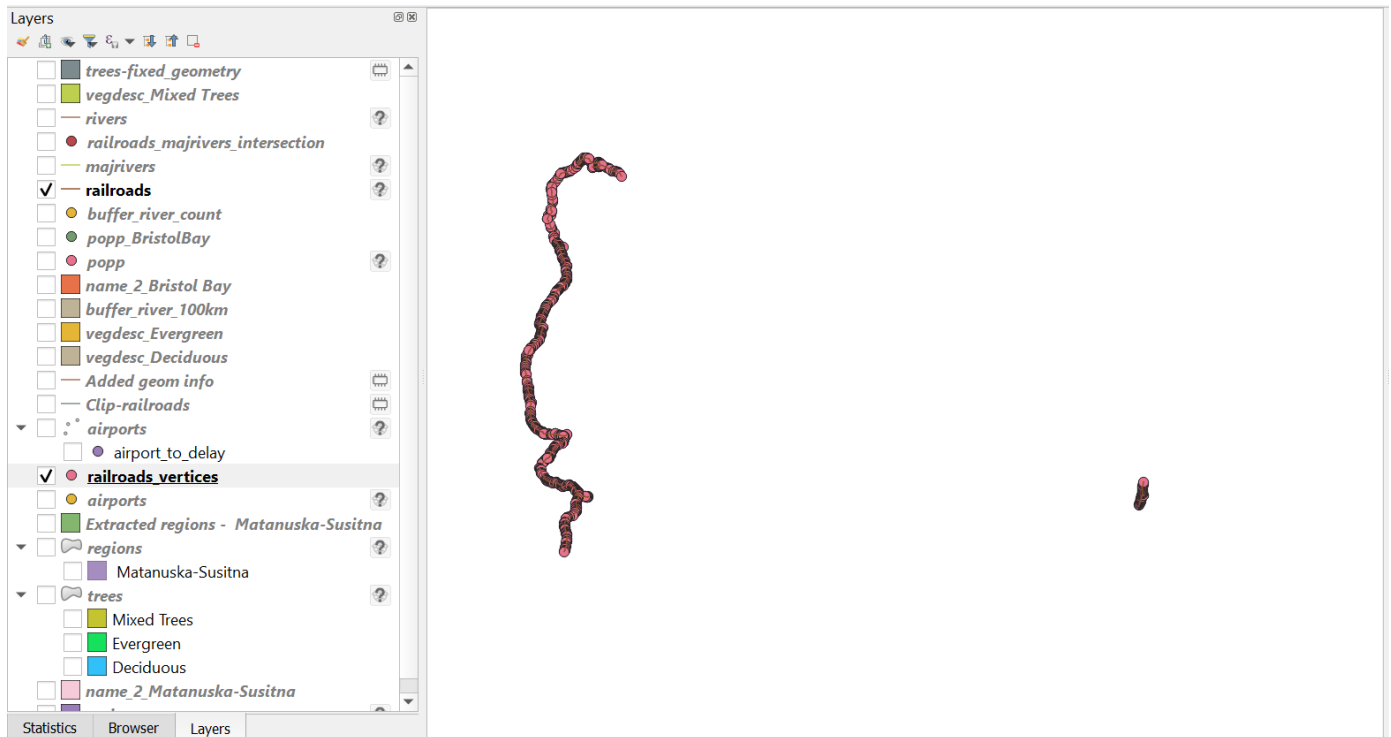 Layers
trees-fixed_geometry
vegdesc_Mixed Trees
rivers
railroads_majrivers_intersection
majrivers
railroads
buffer_river_count
popp_BristolBay
popp
name_2_Bristol Bay
buffer_river_100km
vegdesc_Evergreen
vegdesc_Deciduous
Added geom info
Clip-railroads
airports
airport_to_delay
railroads_vertices
airports
Extracted regions - Matanuska-Susitna
regions
Matanuska-Susitna
trees
Mixed Trees
Evergreen
Deciduous
name_2_Matanuska-Susitna
Statistics Browser Layers